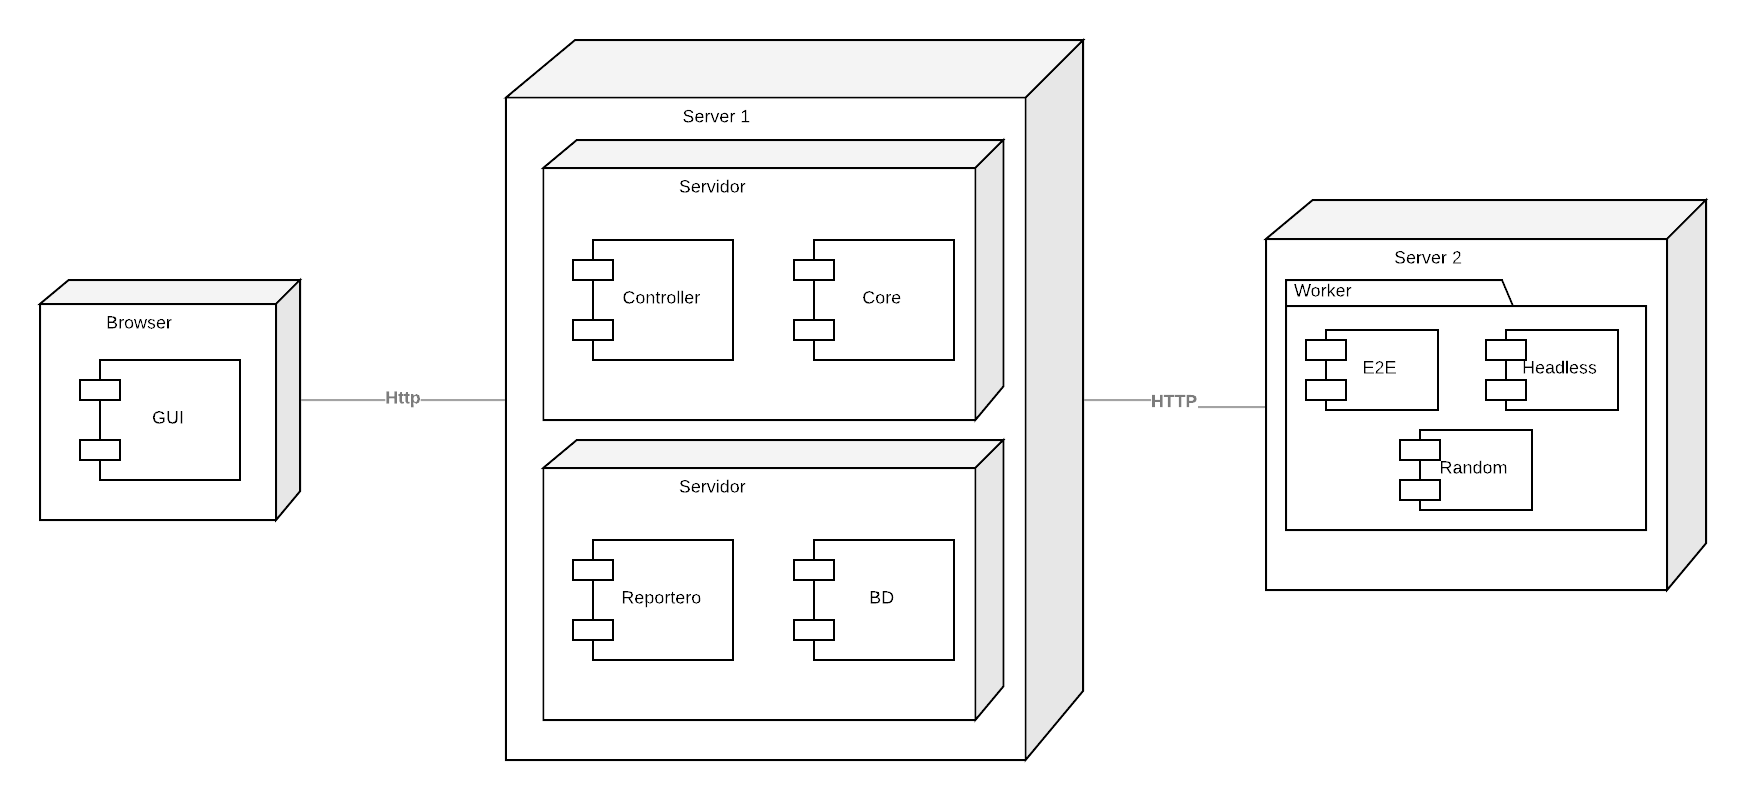 Browser
GUI
Http
Server 1
Servidor
Controller
Core
Servidor
Reportero
BD
HTTP
Server 2
Worker
E2E
Headless
Random